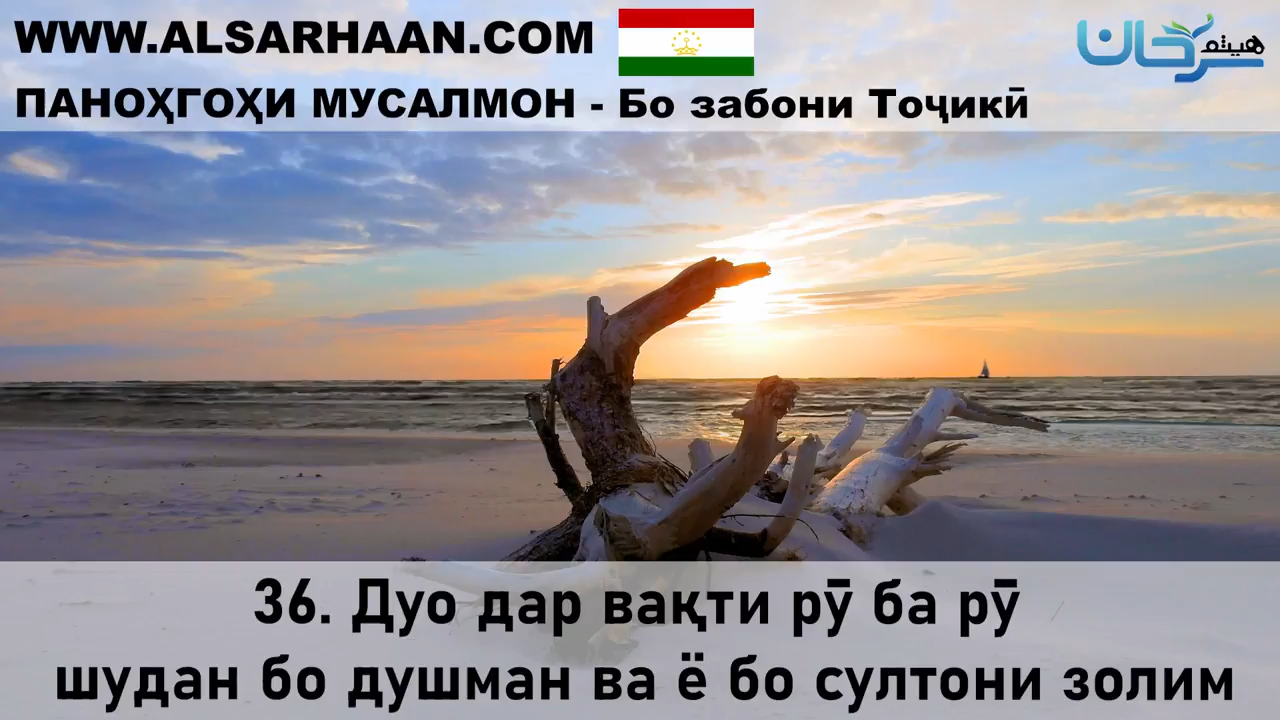 WWW.ALSARHAAN.COM
هيثم سرحان
ПАНОҲГОҲИ МУСАЛМОН - Бо забони Тоҷикӣ
36. Дуо дар вақти рӯ ба рӯ
шудан бо душман ва ё бо султони золим